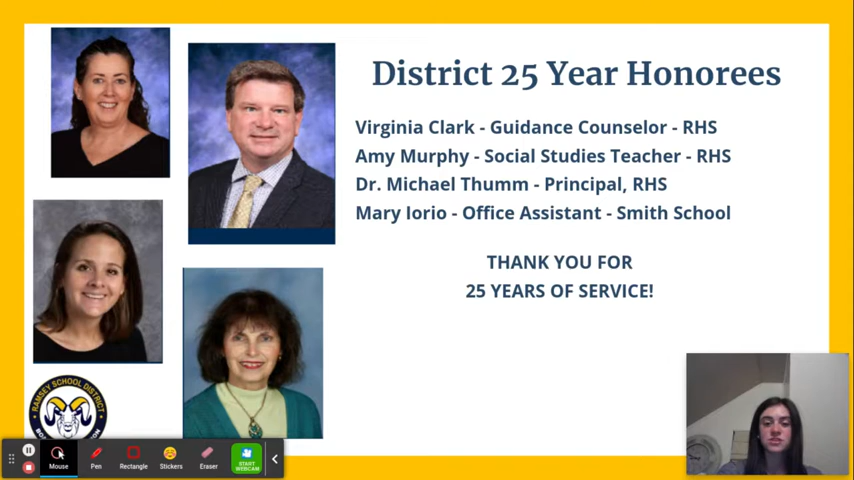 District 25 Year Honorees
Virginia Clark - Guidance Counselor - RHS
Amy Murphy - Social Studies Teacher - RHS
Dr. Michael Thumm - Principal, RHS
Mary Iorio - Office Assistant - Smith School
THANK YOU FOR
25 YEARS OF SERVICE!
RAMSEY SCHOOL DISTRICT
Mouse
Pen
Rectangle
Stickers
Eraser
START
WEBCAM